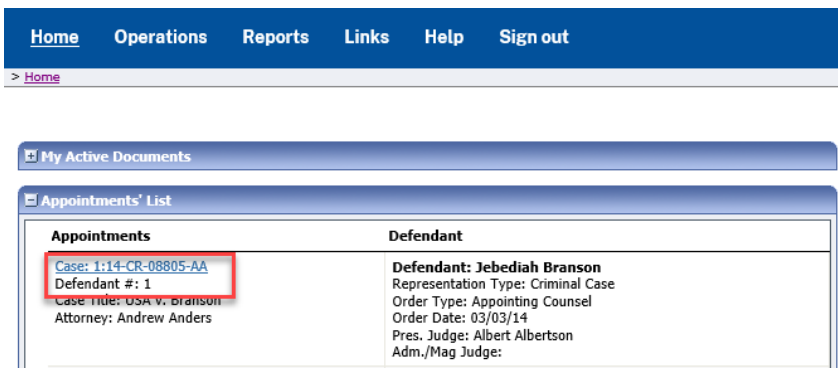 Home Operations Reports Links Help Sign out
> Home
My Active Documents
Appointments' List
Appointments Defendant
Case: 1:14-CR-08805-AA
Defendant #: 1
Case Title: USA v. Branson
Attorney: Andrew Anders
Defendant: Jebediah Branson
Representation Type: Criminal Case
Order Type: Appointing Counsel
Order Date: 03/03/14
Pres. Judge: Albert Albertson
Adm./Mag Judge: